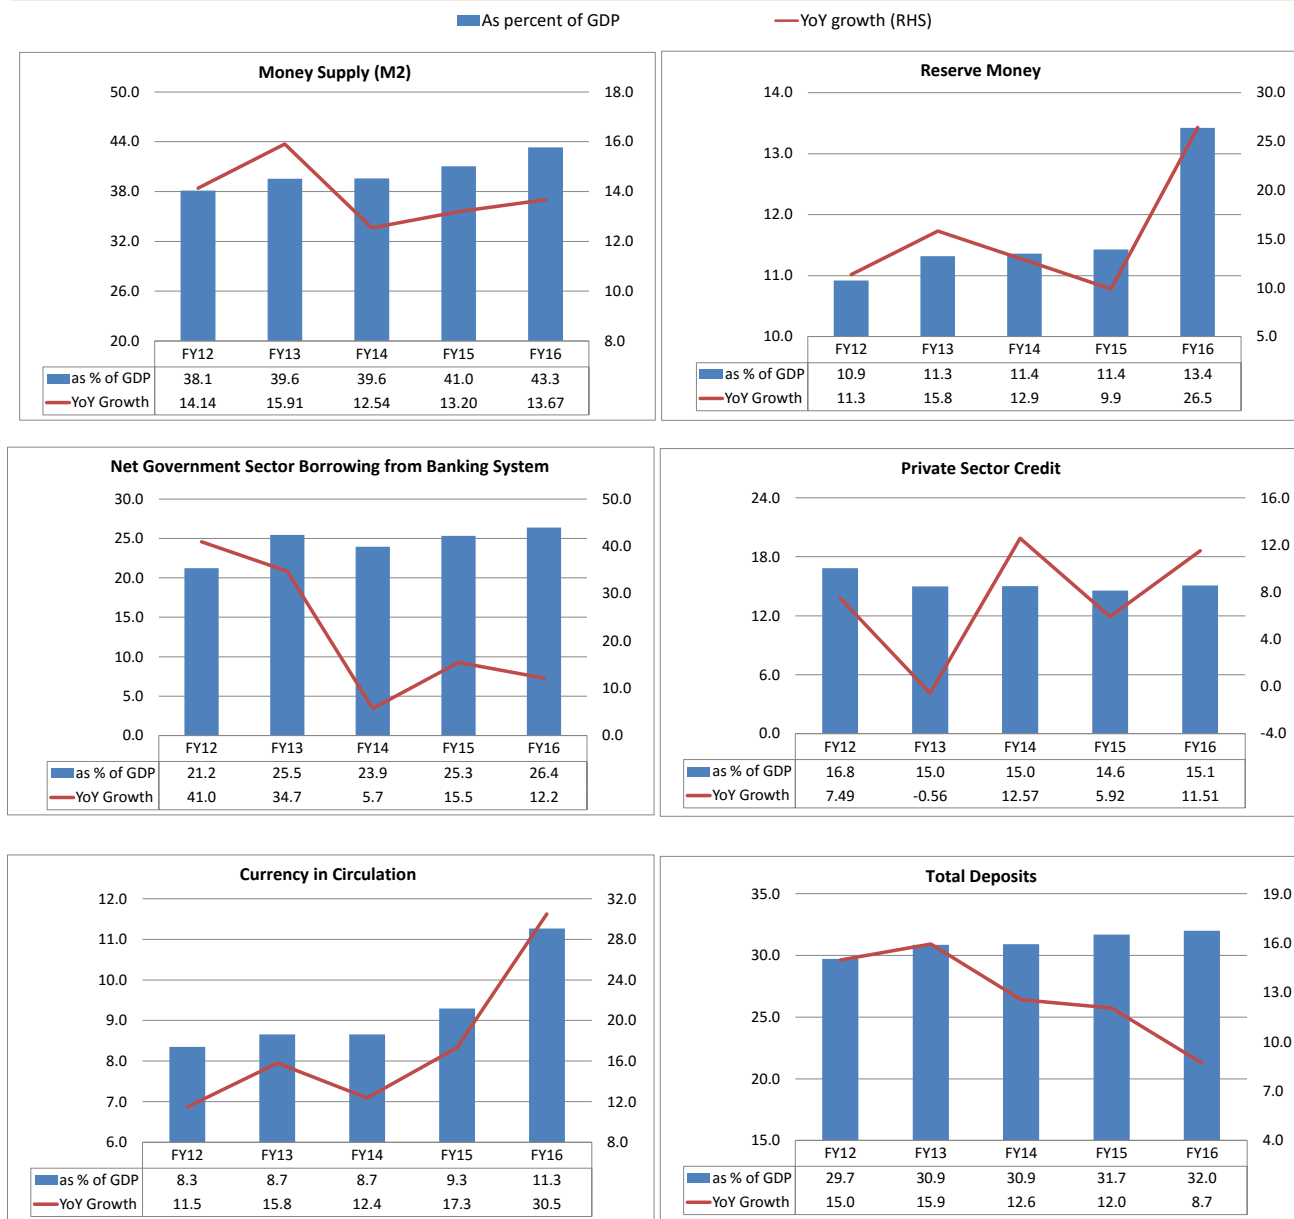 As percent of GDP YoY growth (RHS)
Money Supply (M2)
50.0 18.0
44.0 16.0
38.0 14.0
32.0 12.0
26.0 10.0
20.0 8.0
FY12 FY13 FY14 FY15 FY16
as % of GDP 38.1 39.6 39.6 41.0 43.3
YoY Growth 14.14 15.91 12.54 13.20 13.67
Reserve Money
14.0 30.0
25.0
13.0
20.0
12.0
15.0
11.0
10.0
10.0 5.0
FY12 FY13 FY14 FY15 FY16
as % of GDP 10.9 11.3 11.4 11.4 13.4
YoY Growth 11.3 15.8 12.9 9.9 26.5
Net Government Sector Borrowing from Banking System
30.0 50.0
25.0 40.0
20.0 30.0
15.0
20.0
10.0
5.0 10.0
0.0 0.0
FY12 FY13 FY14 FY15 FY16
as % of GDP 21.2 25.5 23.9 25.3 26.4
YoY Growth 41.0 34.7 5.7 15.5 12.2
Private Sector Credit
24.0 16.0
18.0 12.0
12.0 8.0
4.0
6.0 0.0
0.0 -4.0
FY12 FY13 FY14 FY15 FY16
as % of GDP 16.8 15.0 15.0 14.6 15.1
YoY Growth 7.49 -0.56 12.57 5.92 11.51
Currency in Circulation
12.0 32.0
11.0 28.0
10.0 24.0
9.0 20.0
8.0 16.0
7.0 12.0
6.0 8.0
FY12 FY13 FY14 FY15 FY16
as % of GDP 8.3 8.7 8.7 9.3 11.3
YoY Growth 11.5 15.8 12.4 17.3 30.5
Total Deposits
35.0 19.0
30.0 16.0
13.0
25.0
10.0
20.0 7.0
15.0 4.0
FY12 FY13 FY14 FY15 FY16
as % of GDP 29.7 30.9 30.9 31.7 32.0
YoY Growth 15.0 15.9 12.6 12.0 8.7